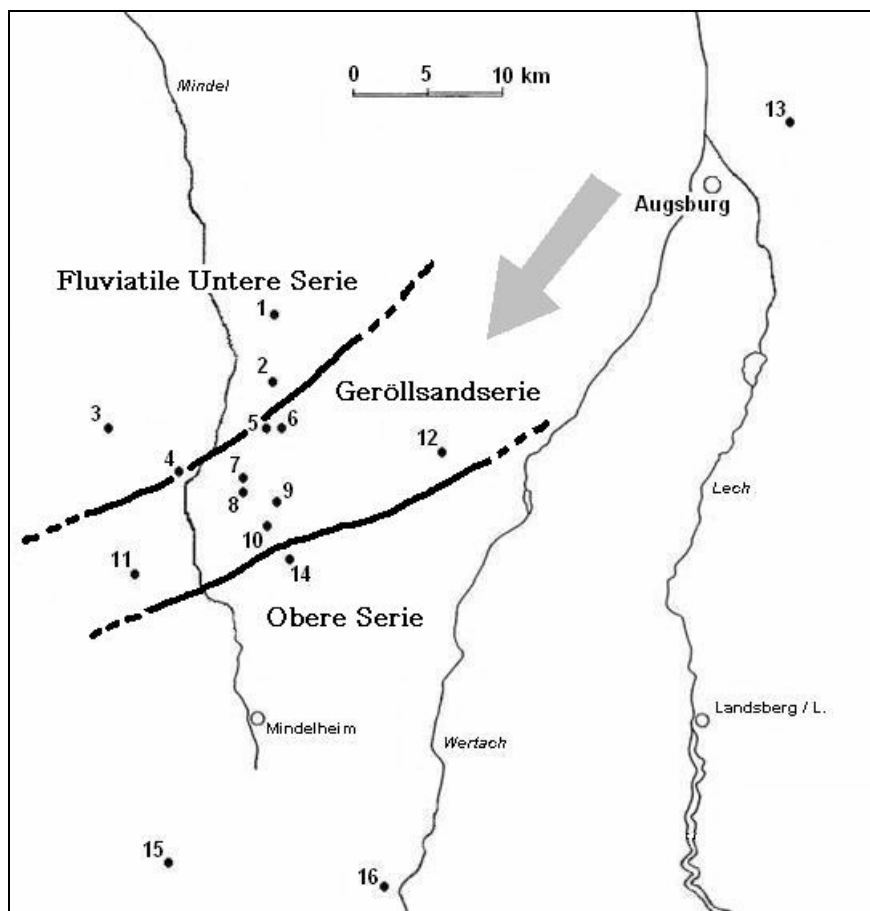 Mindel
0 5 10 km
13
Augsburg
Fluviatile Untere Serie
1
2
Geröllsandserie
3
5 6
12
4
7
8
9
Lech
10
11
14
Obere Serie
Mindelheim
Landsberg / L.
Wertach
15
16